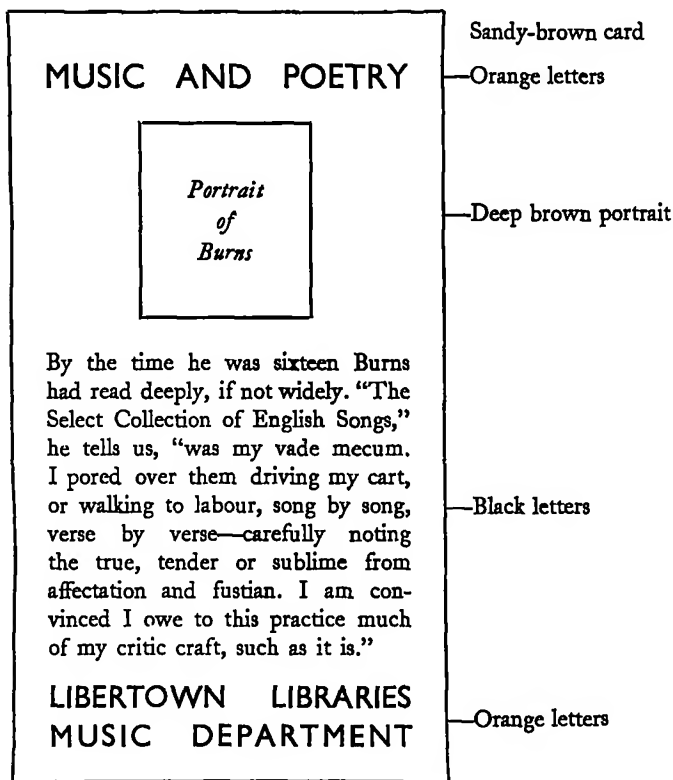 Sandy-brown card
MUSIC AND POETRY
Orange letters
Portrait
of
Burns
Deep brown portrait
By the time he was sixteen Burns
had read deeply, if not widely. “The
Select Collection of English Songs,”
he tells us, “was my vade mecum.
I pored over them driving my cart,
or walking to labour, song by song,
verse by verse—carefully noting
the true, tender or sublime from
affectation and fustian. I am con-
vinced I owe to this practice much
of my critic craft, such as it is.”
Black letters
LIBERTOWN LIBRARIES
MUSIC DEPARTMENT
Orange letters